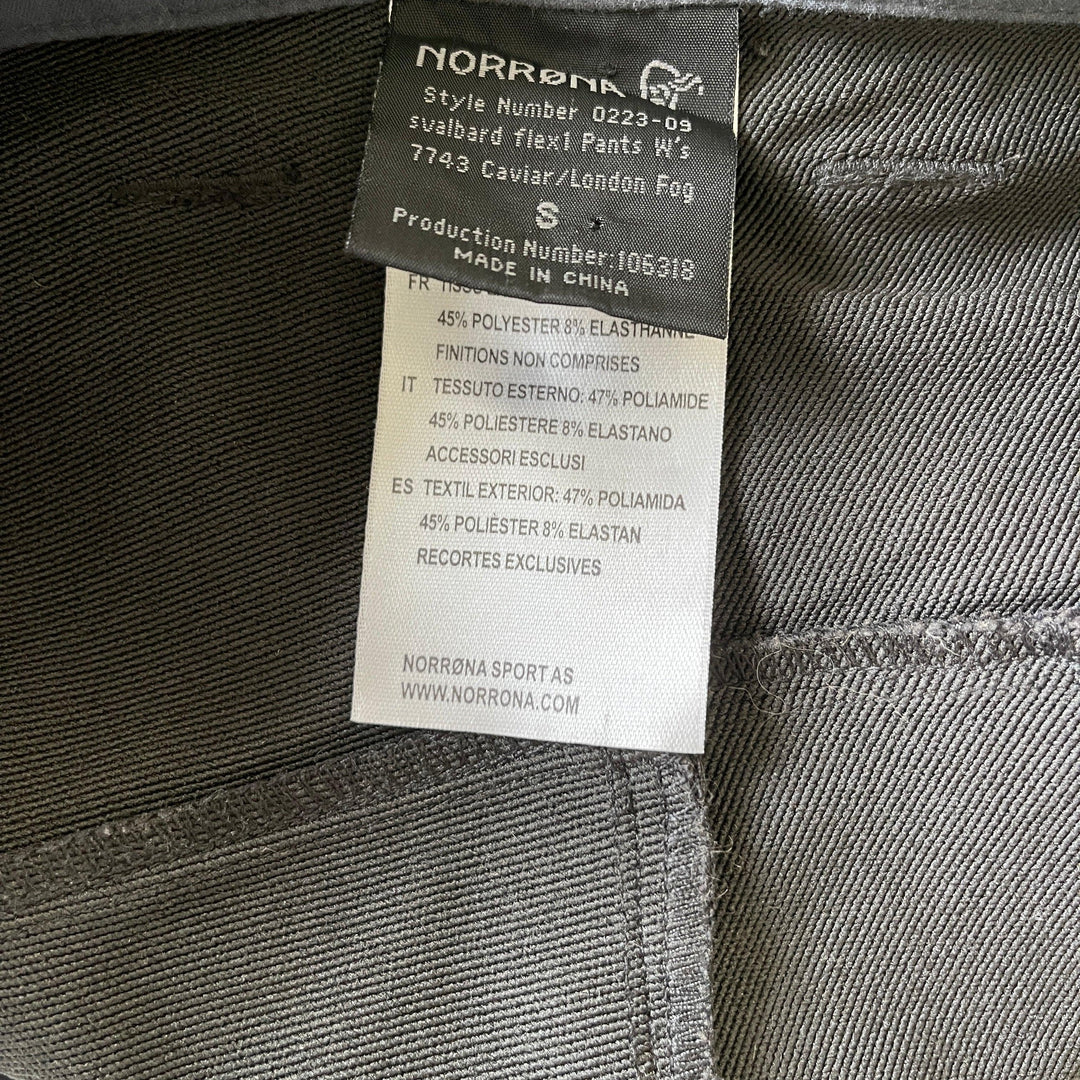 NORRØNA
Style Number 0223-09
svalbard flex1 Pants W's
7743 Caviar/London Fog
S
Production Number:106318
MADE IN CHINA
FR
45% POLYESTER 8% ELASTHANNE
FINITIONS NON COMPRISES
IT TESSUTO ESTERNO: 47% POLIAMIDE
45% POLIESTERE 8% ELASTANO
ACCESSORI ESCLUSI
ES TEXTIL EXTERIOR: 47% POLIAMIDA
45% POLIÈSTER 8% ELASTAN
RECORTES EXCLUSIVES
NORRØNA SPORT AS
WWW.NORRONA.COM